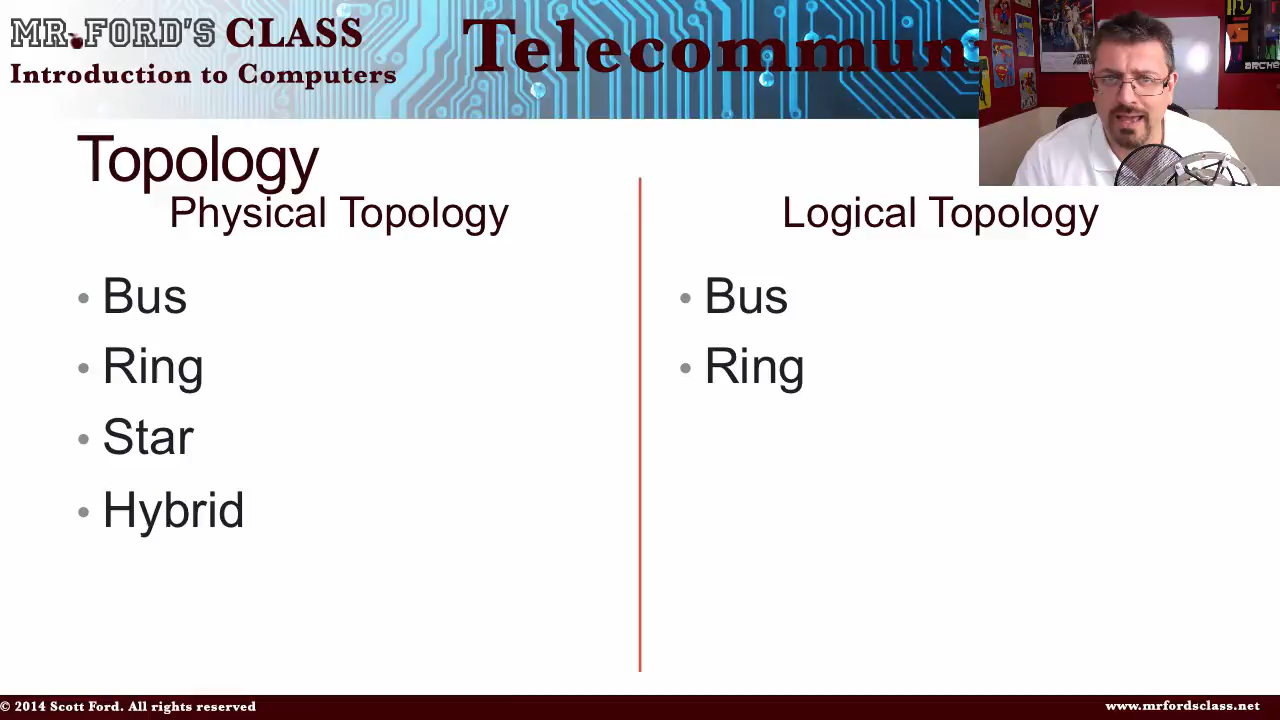 MR. FORD'S CLASS
Introduction to Computers
Telecommun
Topology
Physical Topology
• Bus
• Ring
• Star
• Hybrid
Logical Topology
• Bus
• Ring
© 2014 Scott Ford. All rights reserved
www.mrfordsclass.net